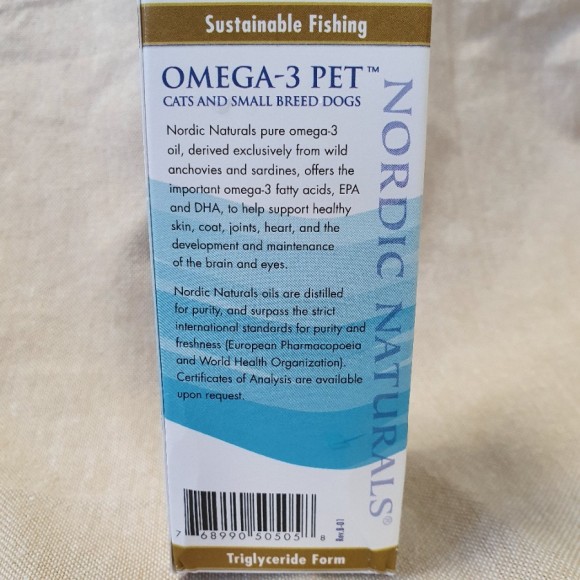 Sustainable Fishing
OMEGA-3 PET™
CATS AND SMALL BREED DOGS
Nordic Naturals pure omega-3
oil, derived exclusively from wild
anchovies and sardines, offers the
important omega-3 fatty acids, EPA
and DHA, to help support healthy
skin, coat, joints, heart, and the
development and maintenance
of the brain and eyes.
Nordic Naturals oils are distilled
for purity, and surpass the strict
international standards for purity and
freshness (European Pharmacopoeia
and World Health Organization).
Certificates of Analysis are available
upon request.
NORDIC NATURALS®
7 68990 50505 8
Rev.B-01
Triglyceride Form